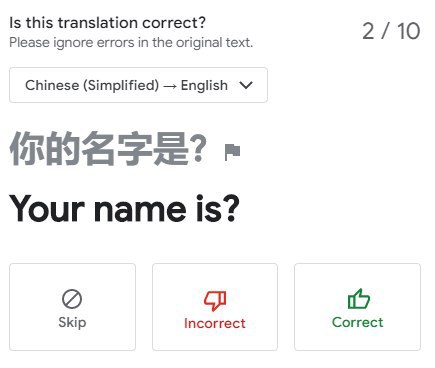 Is this translation correct?
2 / 10
Please ignore errors in the original text.
Chinese (Simplified) → English
你的名字是?
Your name is?
Skip
Incorrect
Correct